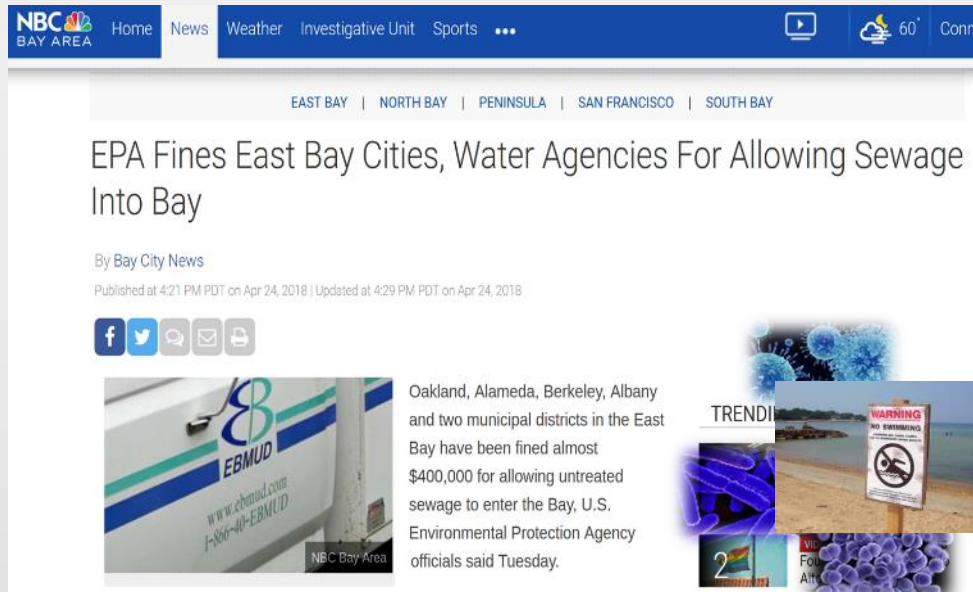 NBC
BAY AREA
Home News Weather Investigative Unit Sports •••
60°
EAST BAY | NORTH BAY | PENINSULA | SAN FRANCISCO | SOUTH BAY
EPA Fines East Bay Cities, Water Agencies For Allowing Sewage
Into Bay
By Bay City News
Published at 4:21 PM PDT on Apr 24, 2018 | Updated at 4:29 PM PDT on Apr 24, 2018
EBMUD
www.ebmud.com
1-866-40-EBMUD
NBC Bay Area
Oakland, Alameda, Berkeley, Albany
and two municipal districts in the East
Bay have been fined almost
$400,000 for allowing untreated
sewage to enter the Bay, U.S.
Environmental Protection Agency
officials said Tuesday.
WARNING
NO SWIMMING
2